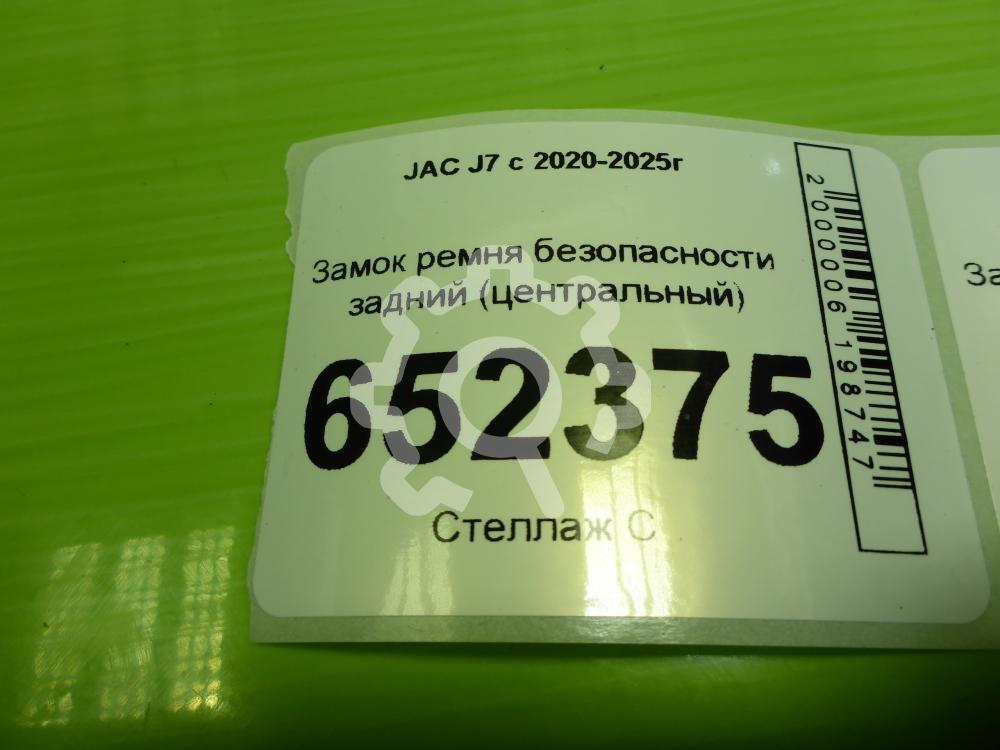 JAC J7 с 2020-2025г
Замок ремня безопасности
задний (центральный)
652375
Стеллаж С
2000006198747